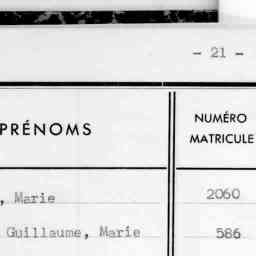 - 21 -
PRÉNOMS
NUMÉRO
MATRICULE
, Marie 2060
Guillaume, Marie 586